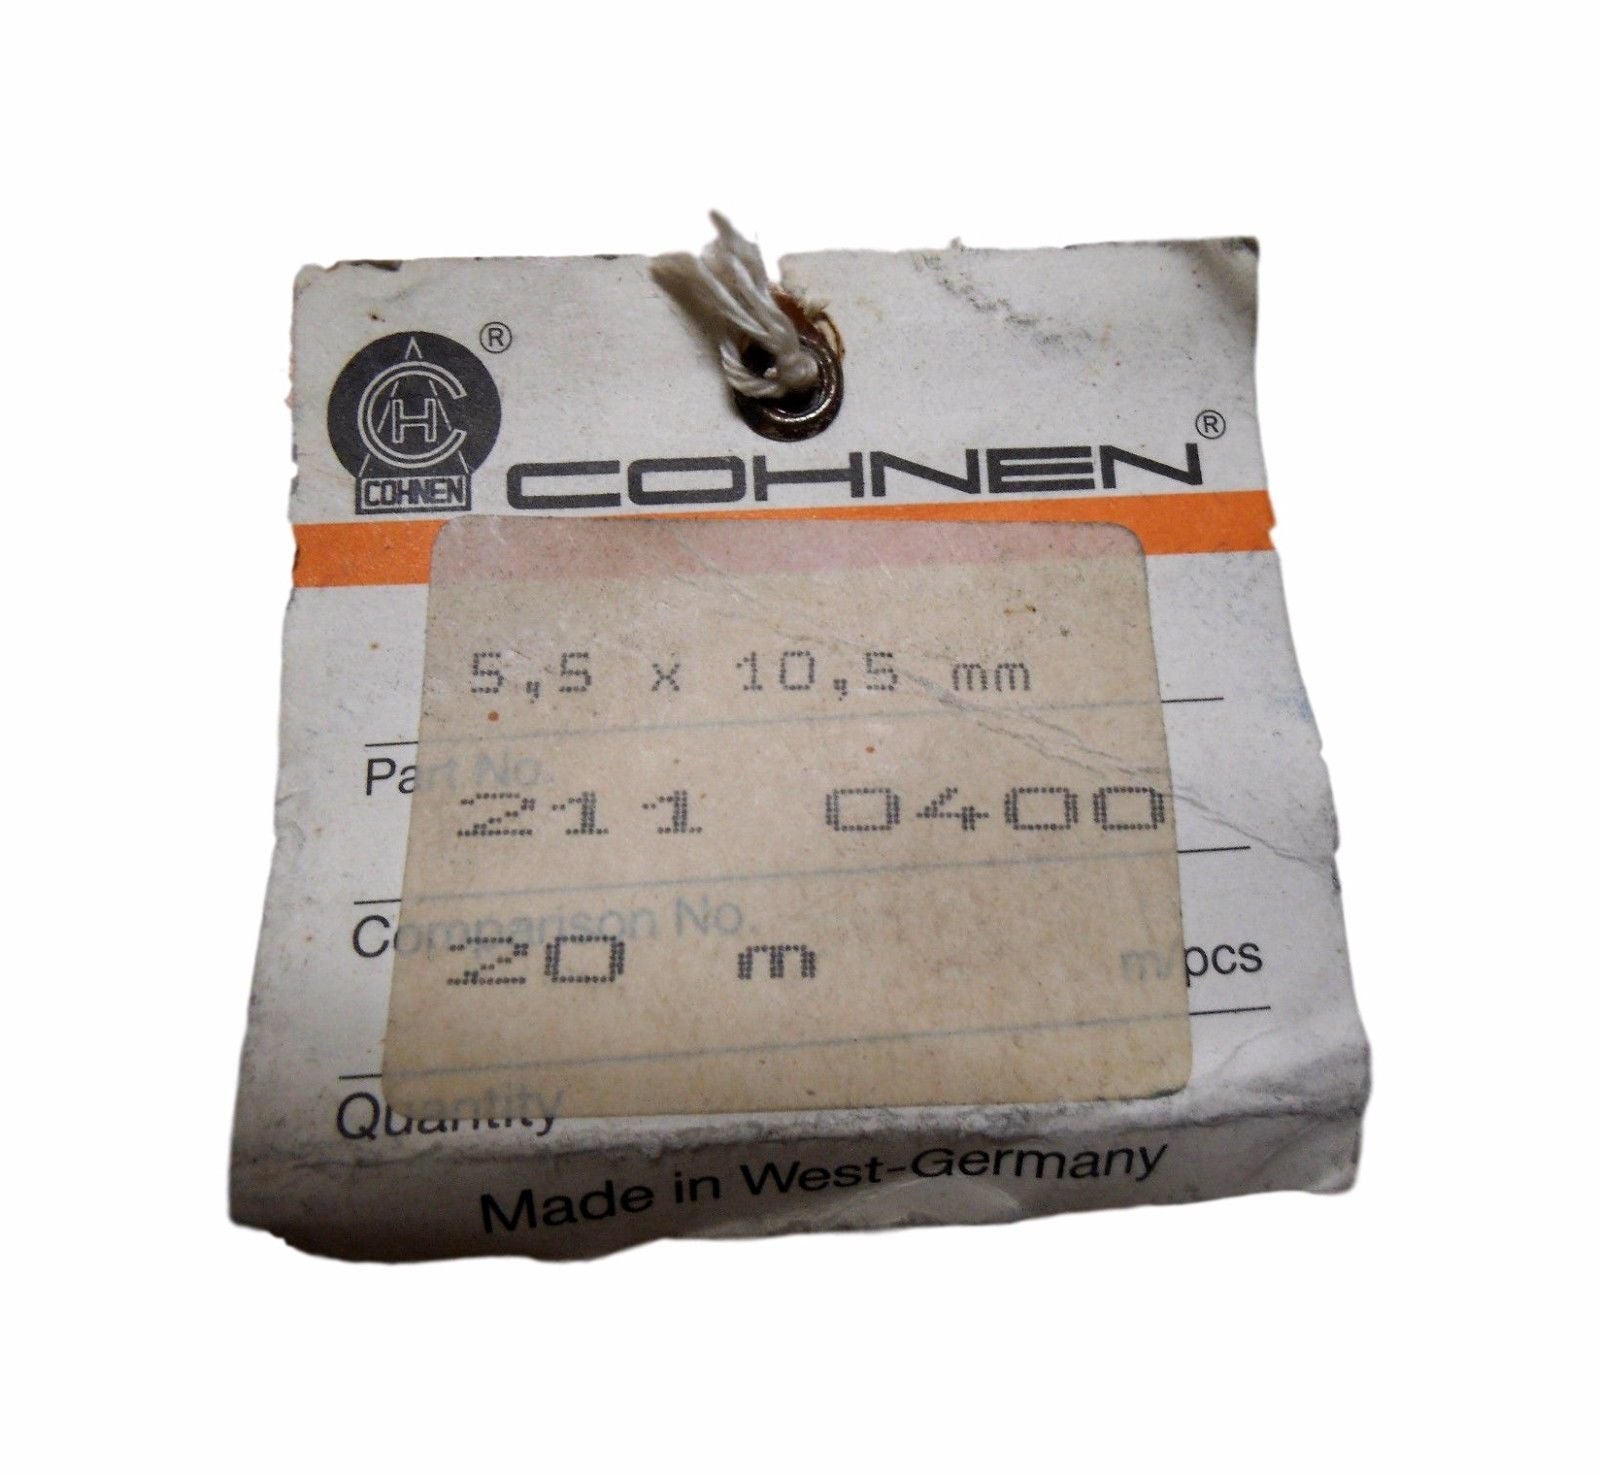 ®
CH
COHNEN
COHNEN®
5,5 x 10,5 mm
Part No.
211 0400
Comparison No.
20 m m/pcs
Quantity
Made in West-Germany